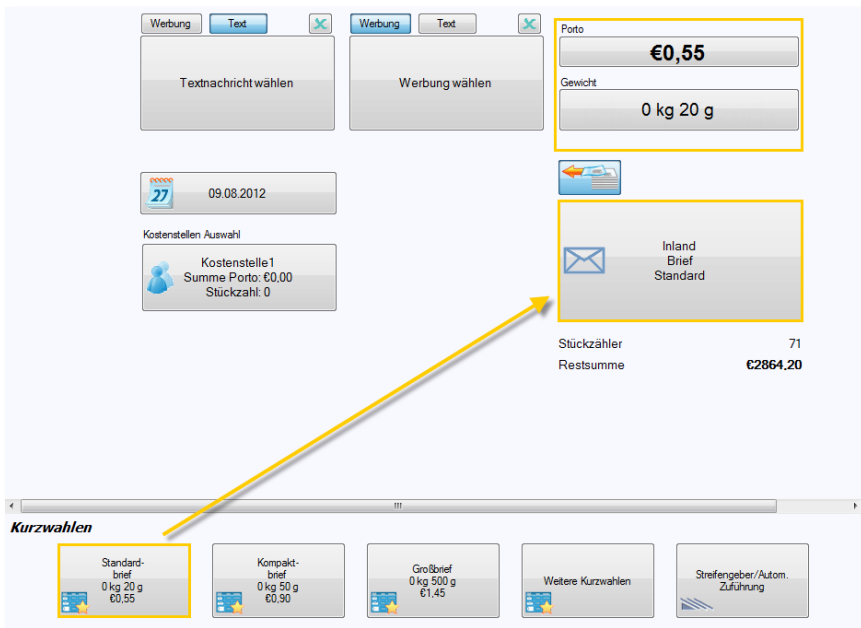 Werbung Text Werbung Text
Porto
€0,55
Textnachricht wählen
Werbung wählen
Gewicht
0 kg 20 g
27
09.08.2012
Kostenstellen Auswahl
Kostenstelle1
Summe Porto: €0,00
Stückzahl: 0
Inland
Brief
Standard
Stückzähler 71
Restsumme €2864,20
Kurzwahlen
Standard-
brief
0 kg 20 g
€0,55
Kompakt-
brief
0 kg 50 g
€0,90
Großbrief
0 kg 500 g
€1,45
Weitere Kurzwahlen
Streifengeber/Autom.
Zuführung